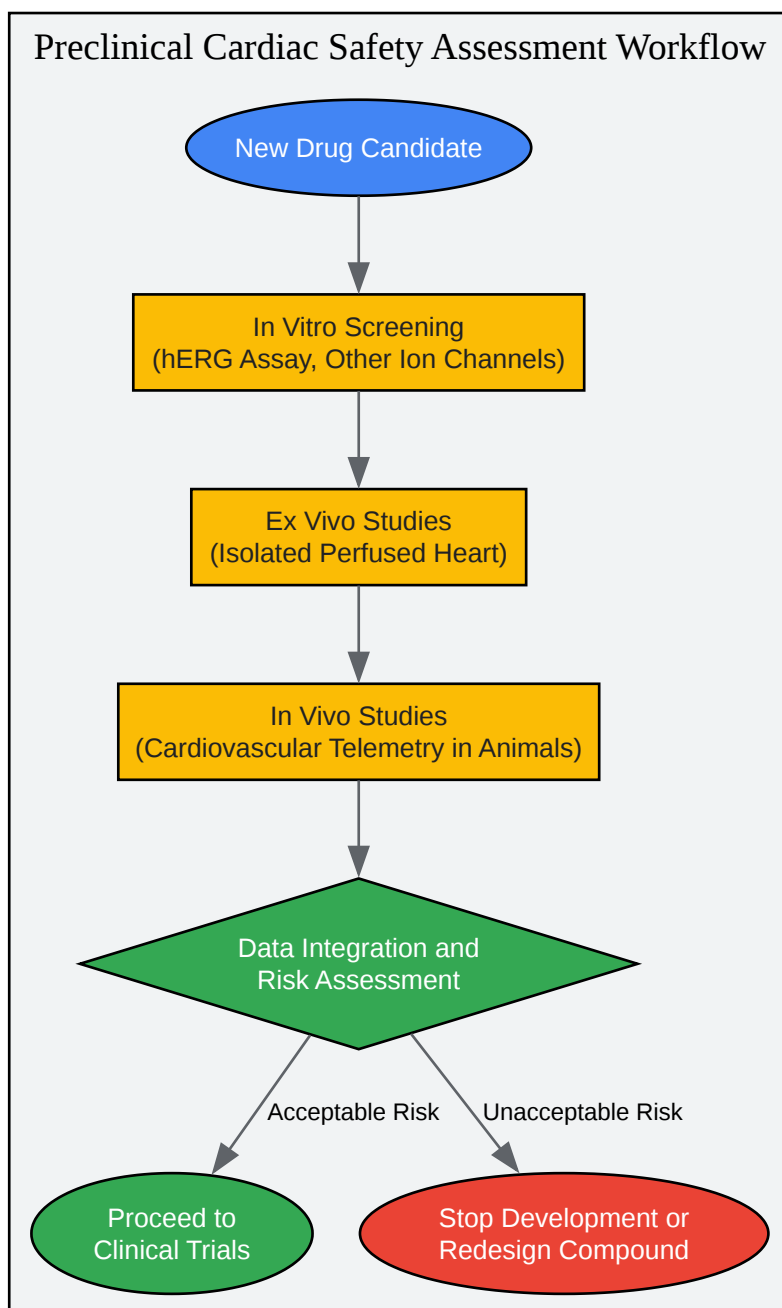 Preclinical Cardiac Safety Assessment Workflow
New Drug Candidate
In Vitro Screening
(hERG Assay, Other Ion Channels)
Ex Vivo Studies
(Isolated Perfused Heart)
In Vivo Studies
(Cardiovascular Telemetry in Animals)
Data Integration and
Risk Assessment
Acceptable Risk
Unacceptable Risk
Proceed to
Clinical Trials
Stop Development or
Redesign Compound